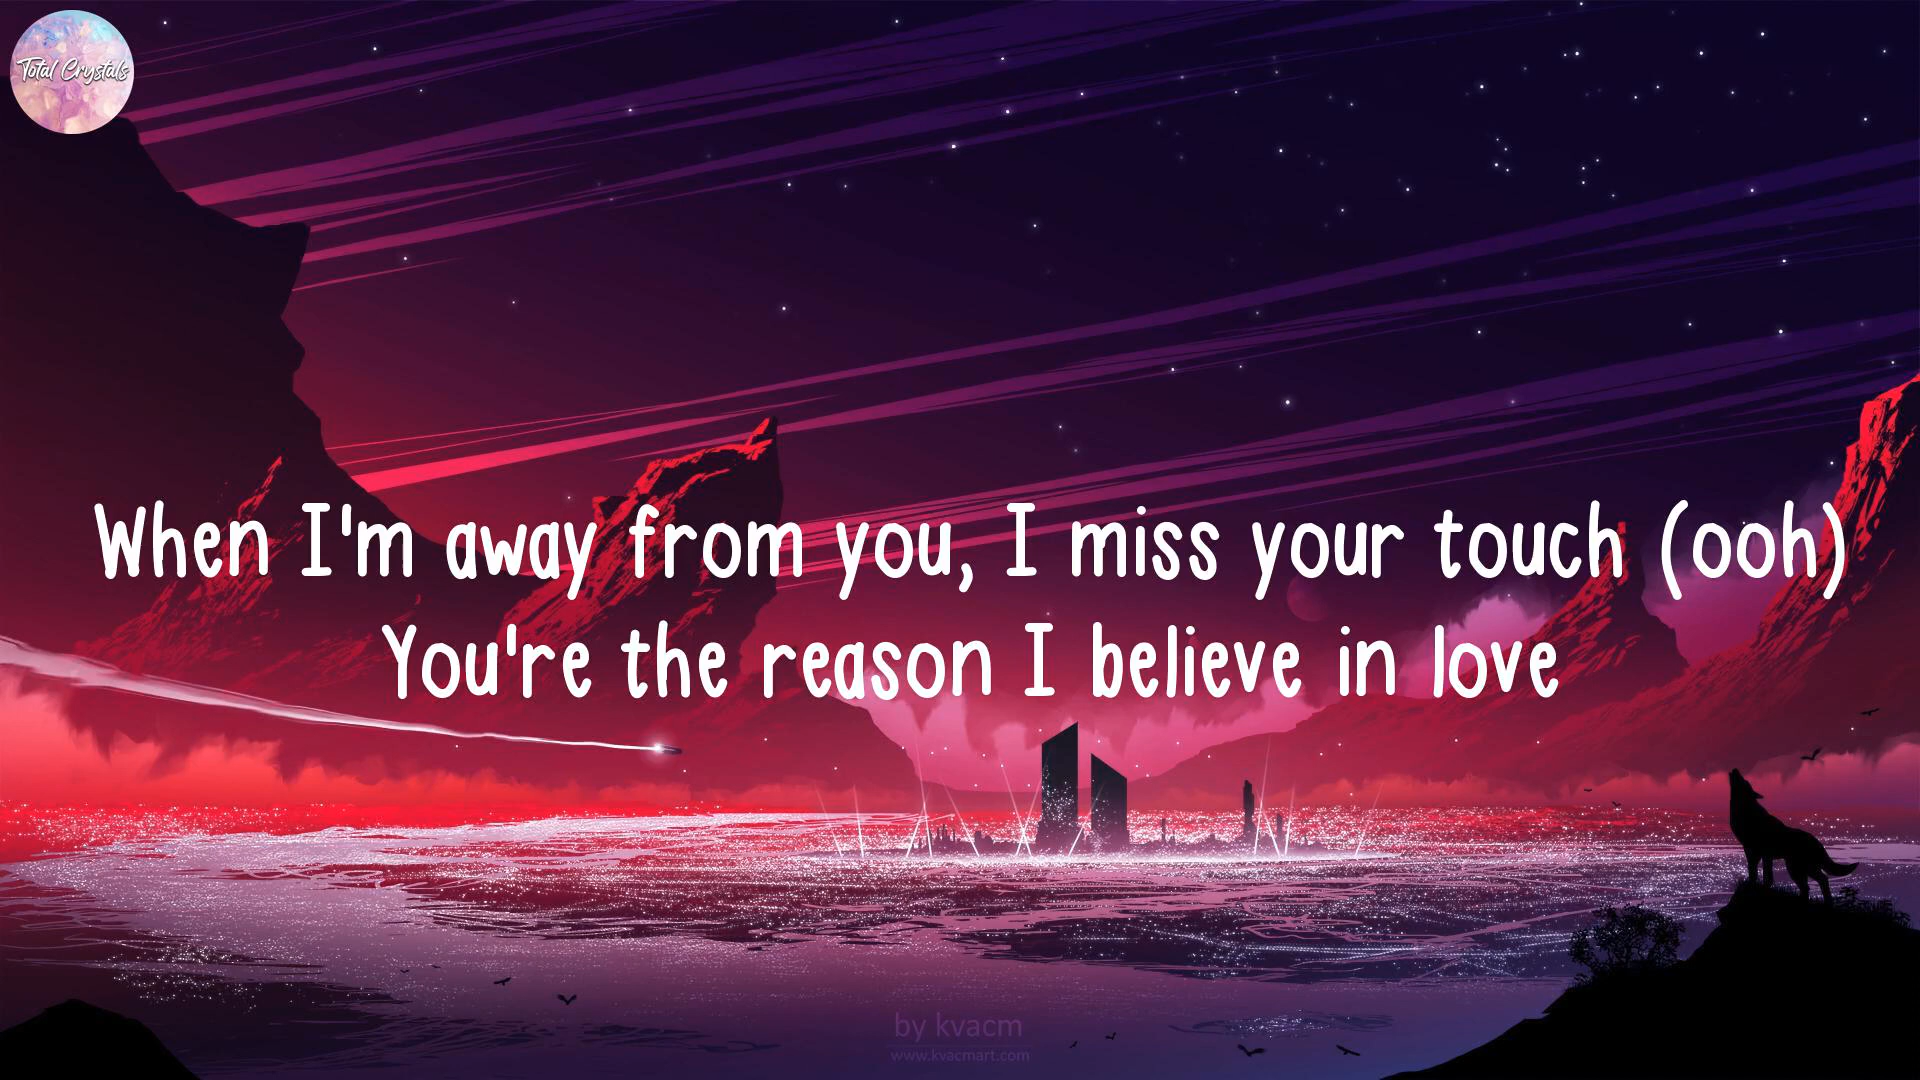 Total Crystals
When I'm away from you, I miss your touch (ooh)
You're the reason I believe in love
by kvacm
www.kvacmart.com